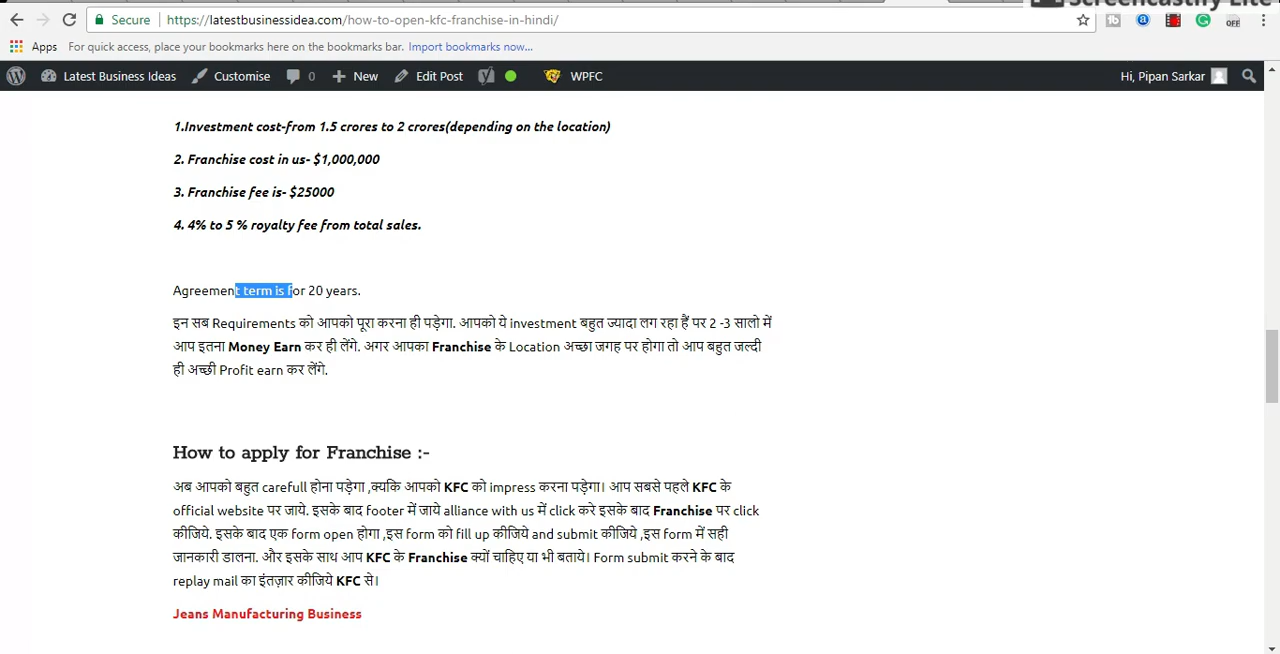 Screencastify Lite
Secure | https://latestbusinessidea.com/how-to-open-kfc-franchise-in-hindi/
OFF
Apps For quick access, place your bookmarks here on the bookmarks bar. Import bookmarks now...
Latest Business Ideas Customise 0 New Edit Post WPFC Hi, Pipan Sarkar
1.Investment cost-from 1.5 crores to 2 crores(depending on the location)
2. Franchise cost in us- $1,000,000
3. Franchise fee is- $25000
4. 4% to 5 % royalty fee from total sales.
Agreement term is for 20 years.
इन सब Requirements को आपको पूरा करना ही पड़ेगा. आपको ये investment बहुत ज्यादा लग रहा हैं पर 2 -3 सालो में
आप इतना Money Earn कर ही लेंगे. अगर आपका Franchise के Location अच्छा जगह पर होगा तो आप बहुत जल्दी
ही अच्छी Profit earn कर लेंगे.
How to apply for Franchise :-
अब आपको बहुत carefull होना पड़ेगा ,क्यकि आपको KFC को impress करना पड़ेगा। आप सबसे पहले KFC के
official website पर जाये. इसके बाद footer में जाये alliance with us में click करे इसके बाद Franchise पर click
कीजिये. इसके बाद एक form open होगा ,इस form को fill up कीजिये and submit कीजिये ,इस form में सही
जानकारी डालना. और इसके साथ आप KFC के Franchise क्यों चाहिए या भी बताये। Form submit करने के बाद
replay mail का इंतज़ार कीजिये KFC से।
Jeans Manufacturing Business